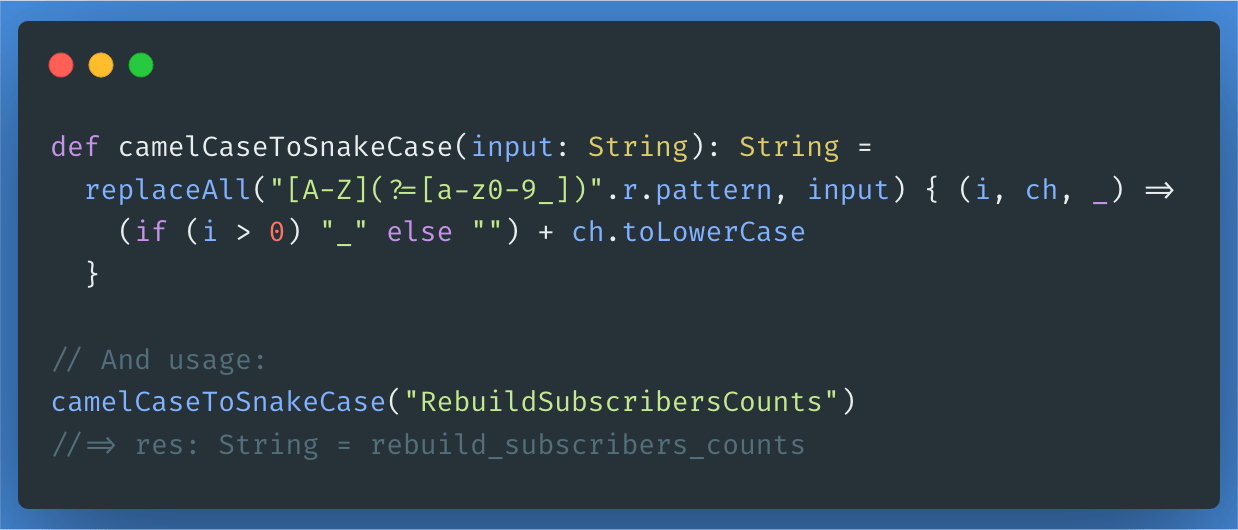 def camelCaseToSnakeCase(input: String): String =
  replaceAll("[A-Z](?=[a-z0-9_])".r.pattern, input) { (i, ch, _) =>
    (if (i > 0) "_" else "") + ch.toLowerCase
  }
// And usage:
camelCaseToSnakeCase("RebuildSubscribersCounts")
//=> res: String = rebuild_subscribers_counts